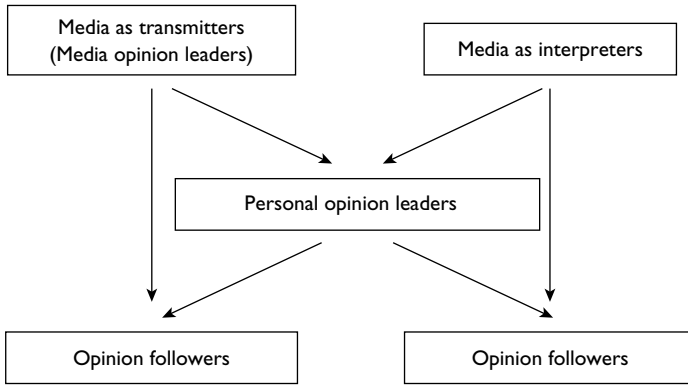 Media as transmitters
(Media opinion leaders)
Media as interpreters
Personal opinion leaders
Opinion followers
Opinion followers